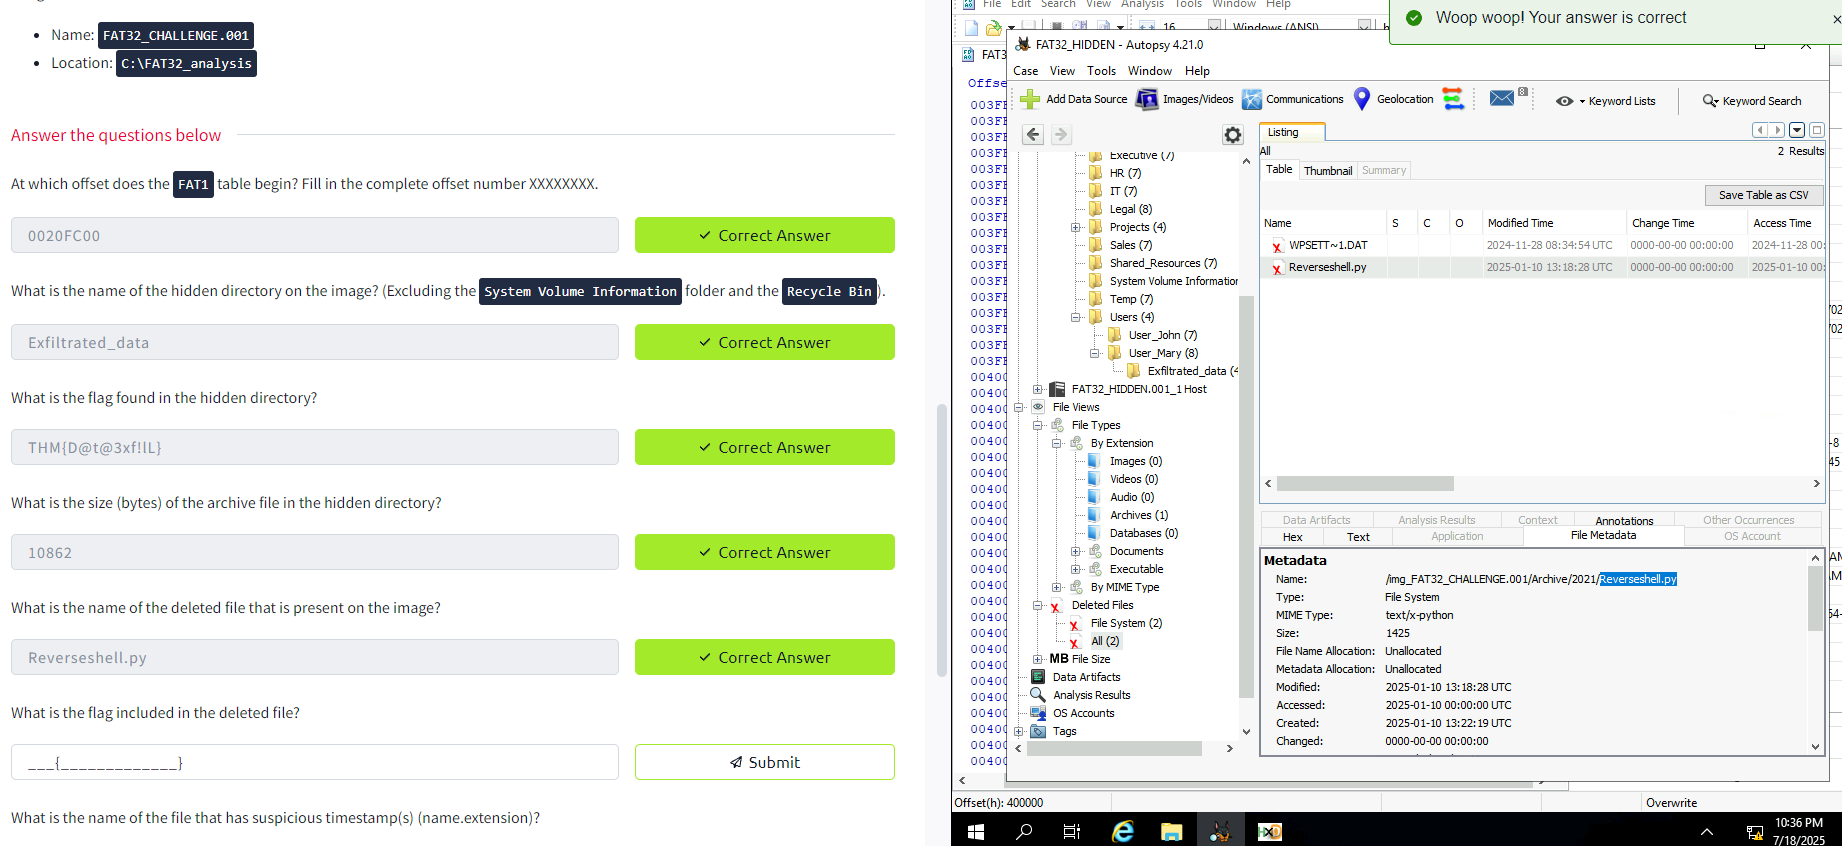 Name: FAT32_CHALLENGE.001
Location: C:\FAT32_analysis
Answer the questions below
At which offset does the FAT1 table begin? Fill in the complete offset number XXXXXXXX.
0020FC00
Correct Answer
What is the name of the hidden directory on the image? (Excluding the System Volume Information folder and the Recycle Bin).
Exfiltrated_data
Correct Answer
What is the flag found in the hidden directory?
THM{D@t@3xf!lL}
Correct Answer
What is the size (bytes) of the archive file in the hidden directory?
10862
Correct Answer
What is the name of the deleted file that is present on the image?
Reverseshell.py
Correct Answer
What is the flag included in the deleted file?
___{_____________}
Submit
What is the name of the file that has suspicious timestamp(s) (name.extension)?
File Edit Search View Analysis Tools Window Help
16 Windows (ANSI) h
Woop woop! Your answer is correct
FAT3
Offse
FAT32_HIDDEN - Autopsy 4.21.0
Case View Tools Window Help
Add Data Source Images/Videos Communications Geolocation Keyword Lists Keyword Search
Executive (7)
HR (7)
IT (7)
Legal (8)
Projects (4)
Sales (7)
Shared_Resources (7)
System Volume Information
Temp (7)
Users (4)
User_John (7)
User_Mary (8)
Exfiltrated_data (4
FAT32_HIDDEN.001_1 Host
File Views
File Types
By Extension
Images (0)
Videos (0)
Audio (0)
Archives (1)
Databases (0)
Documents
Executable
By MIME Type
Deleted Files
File System (2)
All (2)
MB File Size
Data Artifacts
Analysis Results
OS Accounts
Tags
Listing
All
2 Results
Table Thumbnail Summary
Save Table as CSV
Name S C O Modified Time Change Time Access Time
WPSETT~1.DAT 2024-11-28 08:34:54 UTC 0000-00-00 00:00:00 2024-11-28 00:
Reverseshell.py 2025-01-10 13:18:28 UTC 0000-00-00 00:00:00 2025-01-10 00:
Data Artifacts Analysis Results Context Annotations Other Occurrences
Hex Text Application File Metadata OS Account
Metadata
Name: /img_FAT32_CHALLENGE.001/Archive/2021/Reverseshell.py
Type: File System
MIME Type: text/x-python
Size: 1425
File Name Allocation: Unallocated
Metadata Allocation: Unallocated
Modified: 2025-01-10 13:18:28 UTC
Accessed: 2025-01-10 00:00:00 UTC
Created: 2025-01-10 13:22:19 UTC
Changed: 0000-00-00 00:00:00
Offset(h): 400000
Overwrite
10:36 PM
7/18/2025